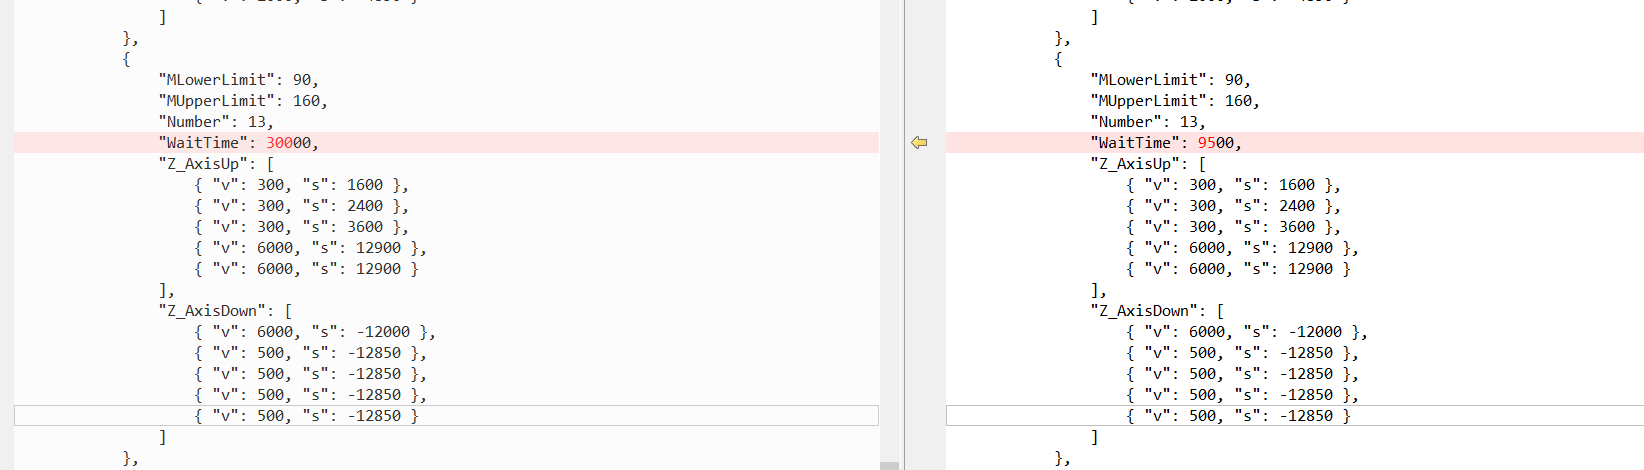 ]
},
{
"MLowerLimit": 90,
"MUpperLimit": 160,
"Number": 13,
"WaitTime": 30000,
"Z_AxisUp": [
{ "v": 300, "s": 1600 },
{ "v": 300, "s": 2400 },
{ "v": 300, "s": 3600 },
{ "v": 6000, "s": 12900 },
{ "v": 6000, "s": 12900 }
],
"Z_AxisDown": [
{ "v": 6000, "s": -12000 },
{ "v": 500, "s": -12850 },
{ "v": 500, "s": -12850 },
{ "v": 500, "s": -12850 },
{ "v": 500, "s": -12850 }
]
},
]
},
{
"MLowerLimit": 90,
"MUpperLimit": 160,
"Number": 13,
"WaitTime": 9500,
"Z_AxisUp": [
{ "v": 300, "s": 1600 },
{ "v": 300, "s": 2400 },
{ "v": 300, "s": 3600 },
{ "v": 6000, "s": 12900 },
{ "v": 6000, "s": 12900 }
],
"Z_AxisDown": [
{ "v": 6000, "s": -12000 },
{ "v": 500, "s": -12850 },
{ "v": 500, "s": -12850 },
{ "v": 500, "s": -12850 },
{ "v": 500, "s": -12850 }
]
},